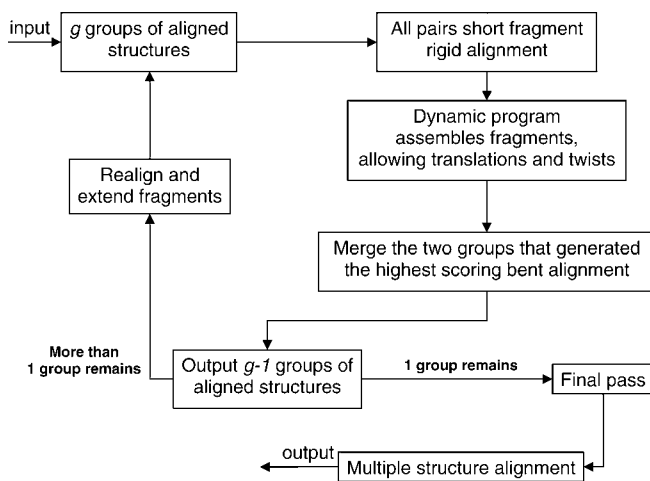 input
g groups of aligned
structures
All pairs short fragment
rigid alignment
Dynamic program
assembles fragments,
allowing translations and twists
Realign and
extend fragments
Merge the two groups that generated
the highest scoring bent alignment
More than
1 group remains
Output g-1 groups of
aligned structures
1 group remains
Final pass
output
Multiple structure alignment